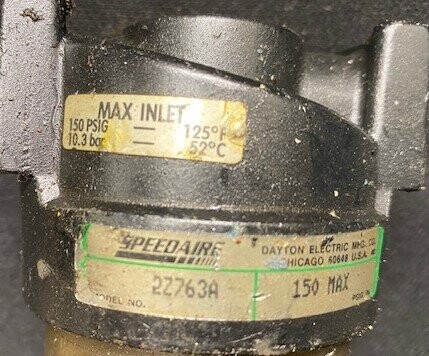 MAX INLET
150 PSIG — 125°F
10.3 bar — 52°C
SPEEDAIRE
DAYTON ELECTRIC MFG. CO.
CHICAGO 60648 U.S.A.
2Z763A 150 MAX
MODEL NO. PSIG